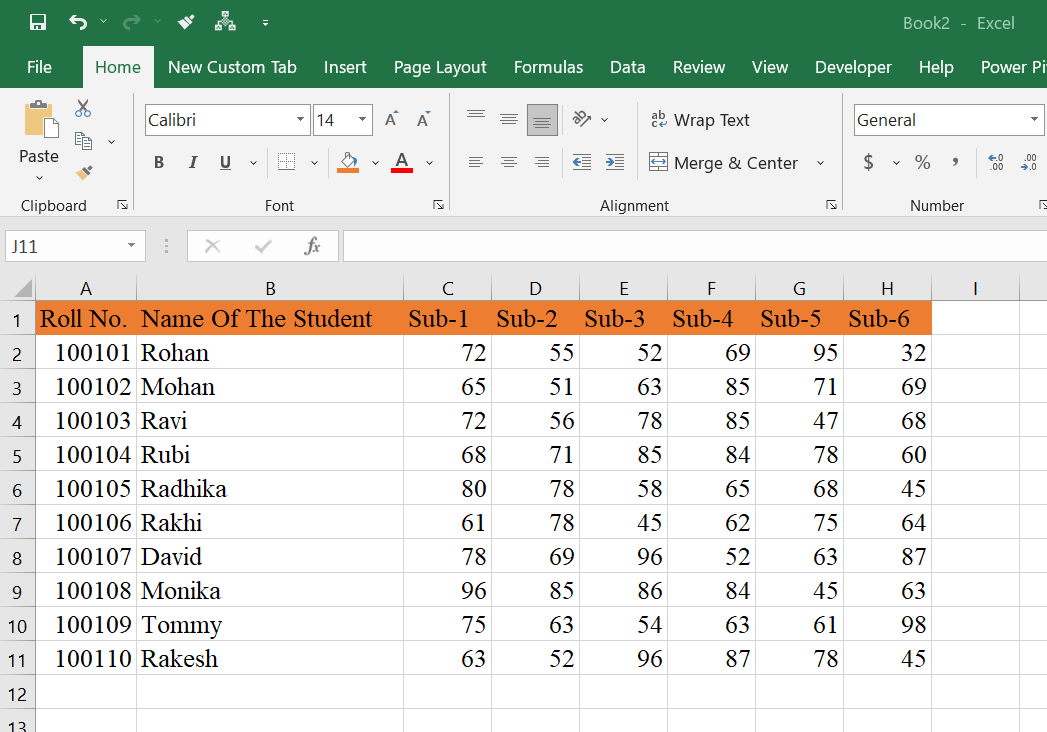 Book2 - Excel
File Home New Custom Tab Insert Page Layout Formulas Data Review View Developer Help Power Pi
Calibri 14 ab Wrap Text General
Paste B I U A Merge & Center $ % , .00 .00
Clipboard Font Alignment Number
J11 fx
A B C D E F G H I
1 Roll No. Name Of The Student Sub-1 Sub-2 Sub-3 Sub-4 Sub-5 Sub-6
2 100101 Rohan 72 55 52 69 95 32
3 100102 Mohan 65 51 63 85 71 69
4 100103 Ravi 72 56 78 85 47 68
5 100104 Rubi 68 71 85 84 78 60
6 100105 Radhika 80 78 58 65 68 45
7 100106 Rakhi 61 78 45 62 75 64
8 100107 David 78 69 96 52 63 87
9 100108 Monika 96 85 86 84 45 63
10 100109 Tommy 75 63 54 63 61 98
11 100110 Rakesh 63 52 96 87 78 45
12
13